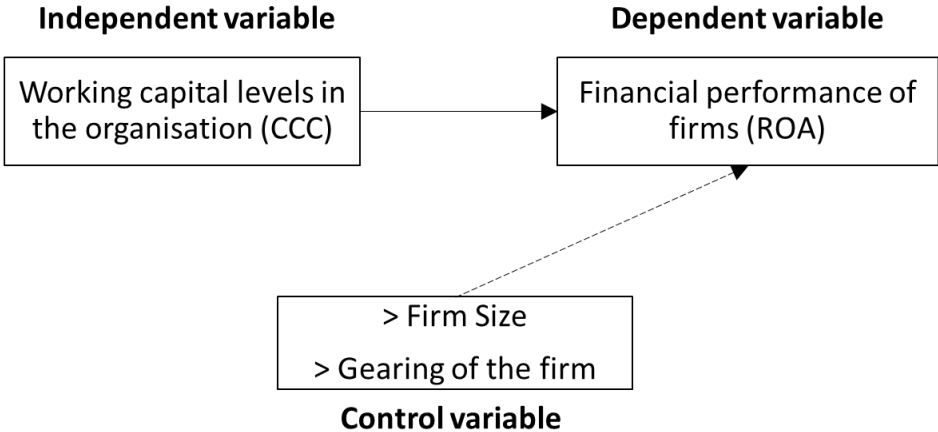 Independent variable
Dependent variable
Working capital levels in
the organisation (CCC)
Financial performance of
firms (ROA)
> Firm Size
> Gearing of the firm
Control variable